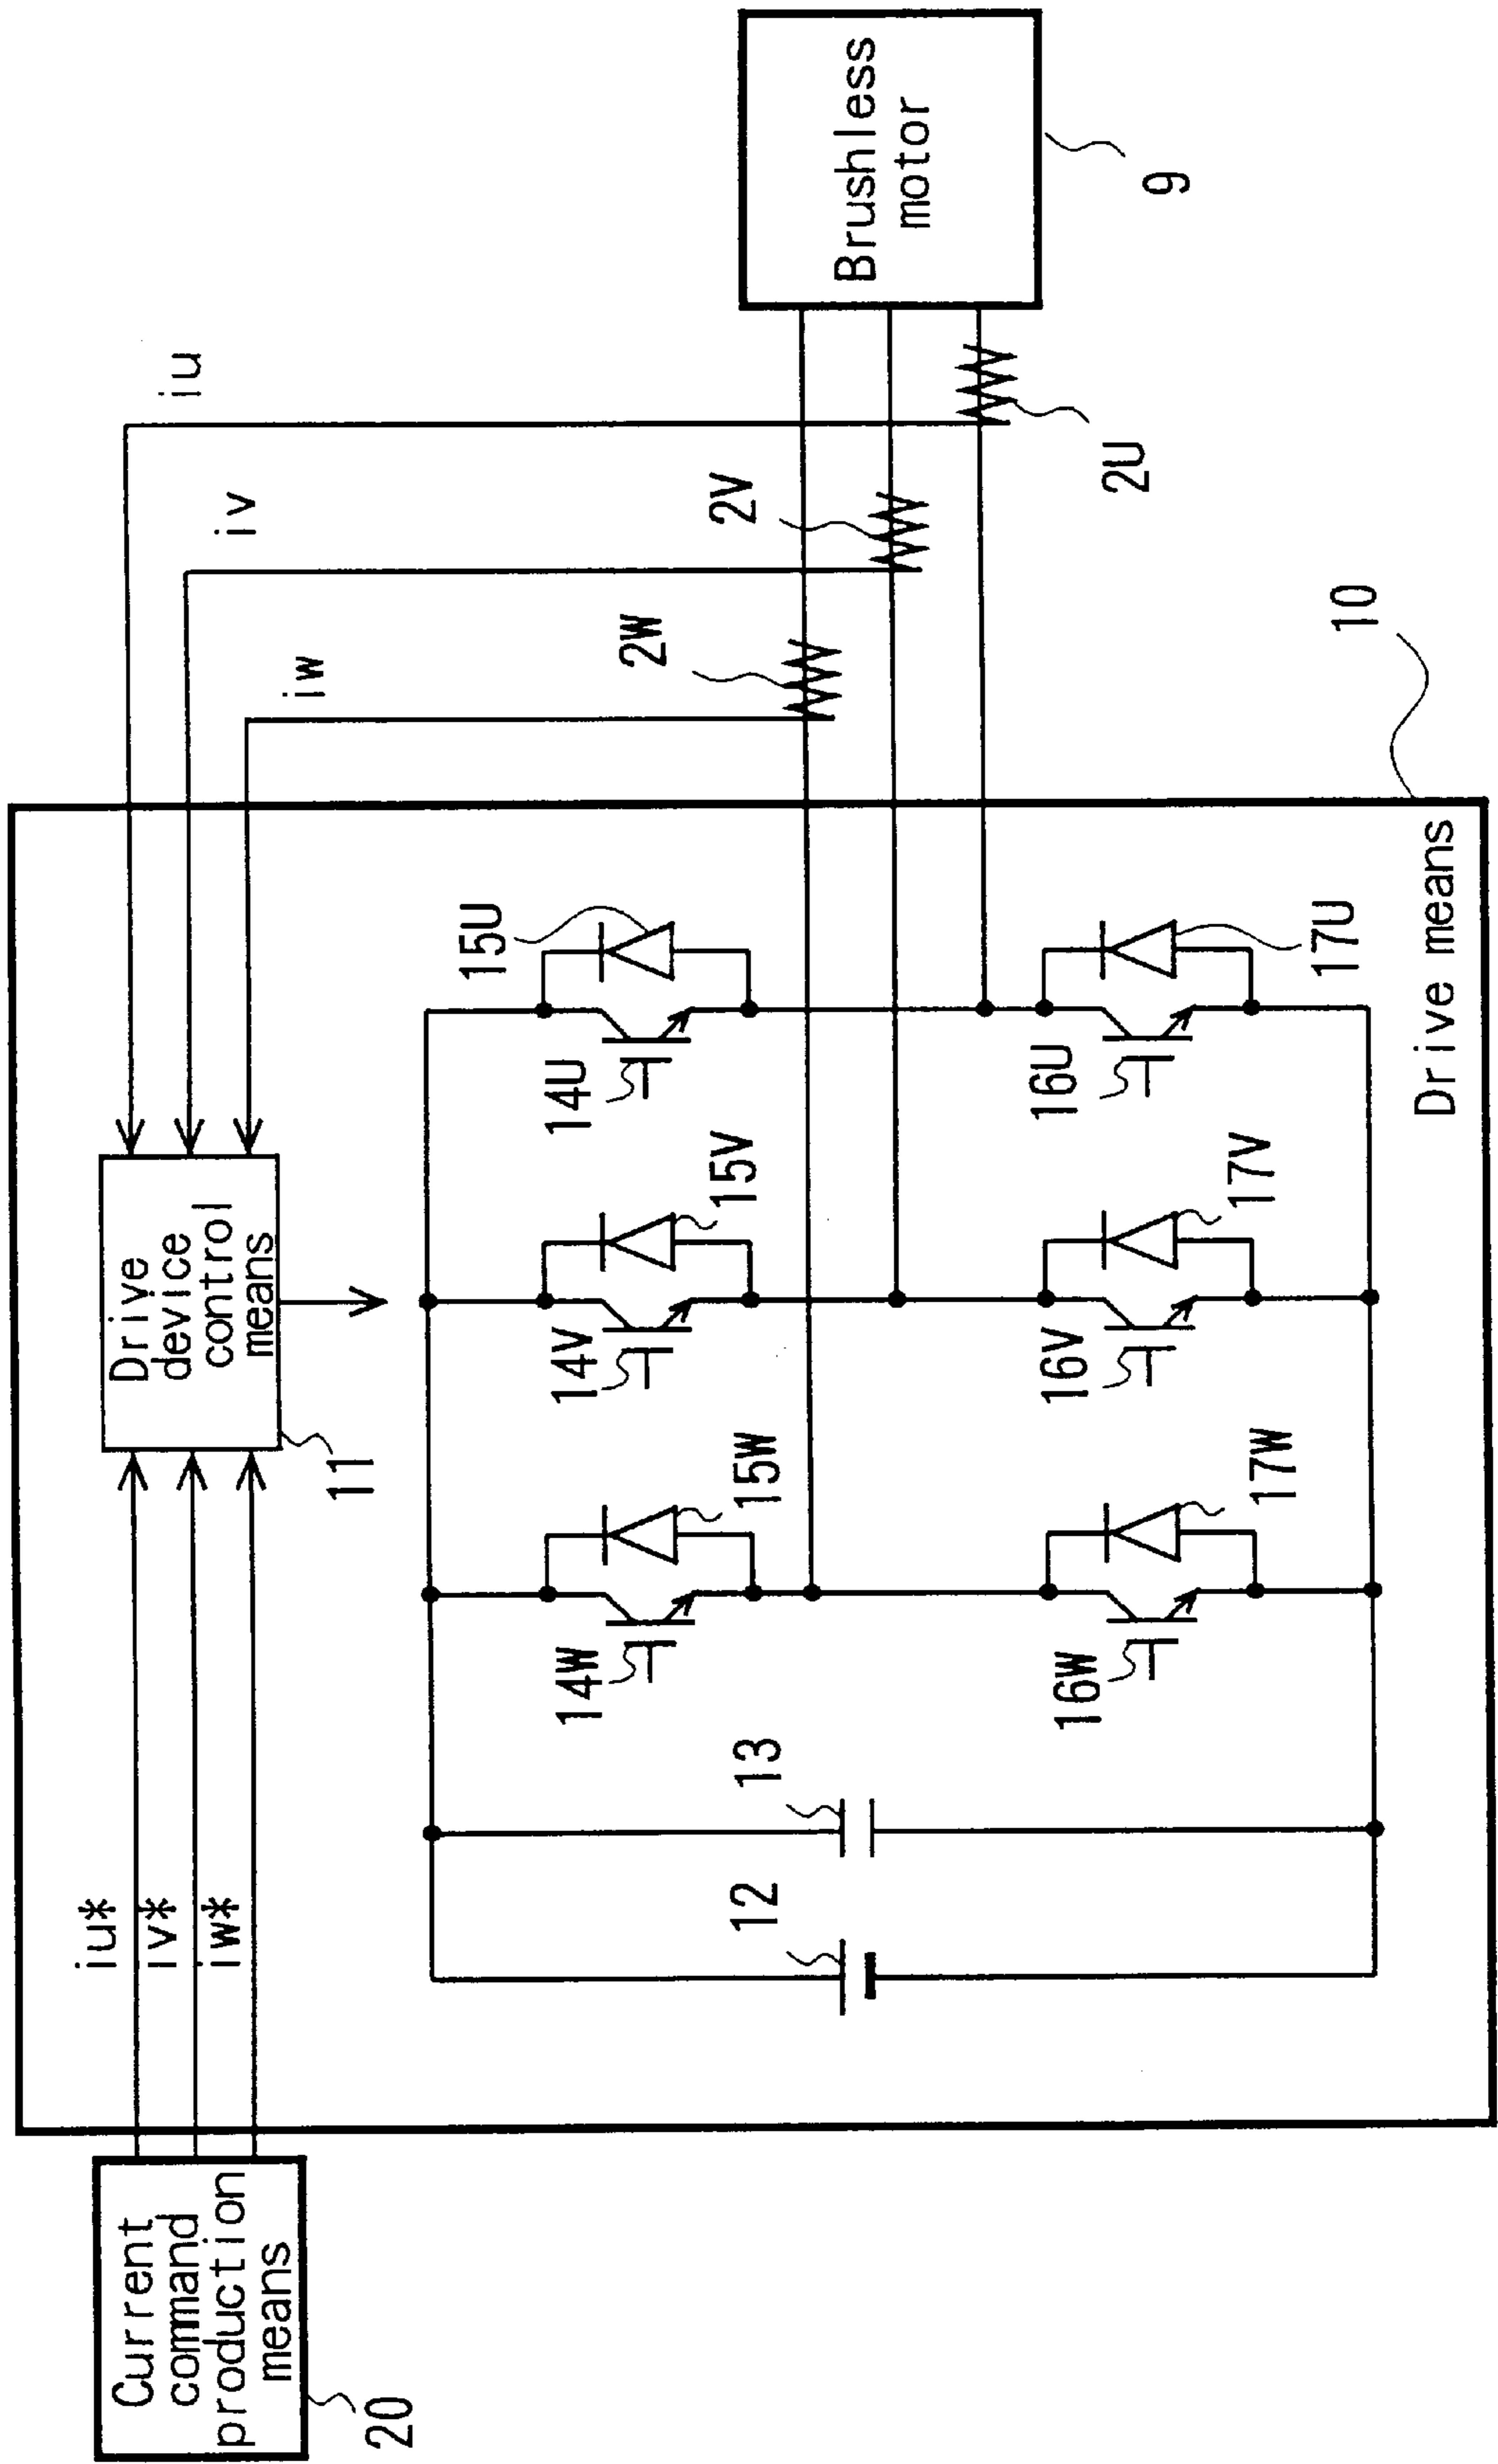 Current
command
production
means
20
iu*
iv*
iw*
Drive
device
control
means
11
iu
iv
iw
12
13
14W
15W
14V
15V
14U
15U
16W
17W
16V
17V
16U
17U
Drive means
10
2W
2V
2U
Brushless
motor
9